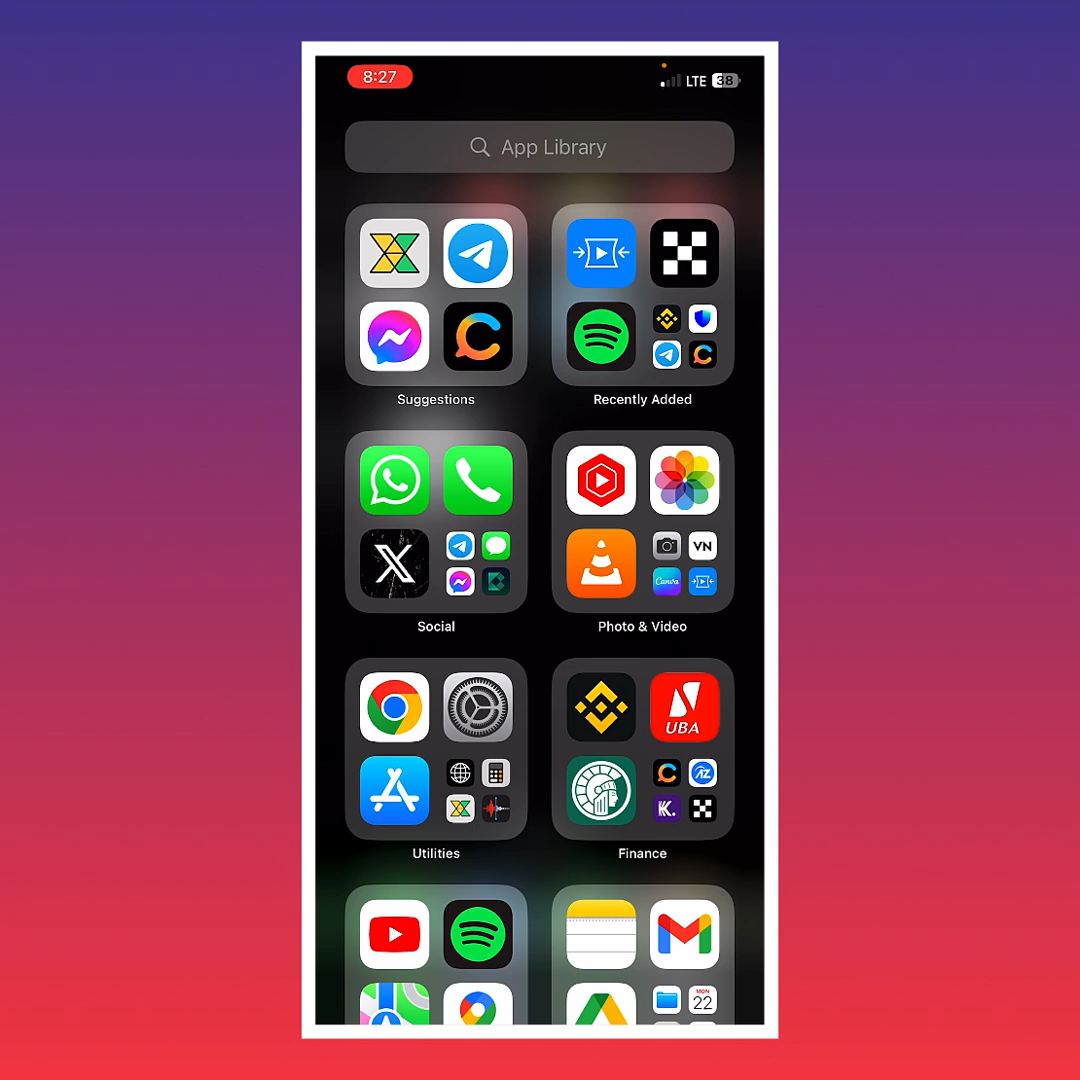 8:27
LTE 38
App Library
Suggestions
Recently Added
Social
VN
Canva
Photo & Video
UBA
AZ
K.
Utilities
Finance
MON
22